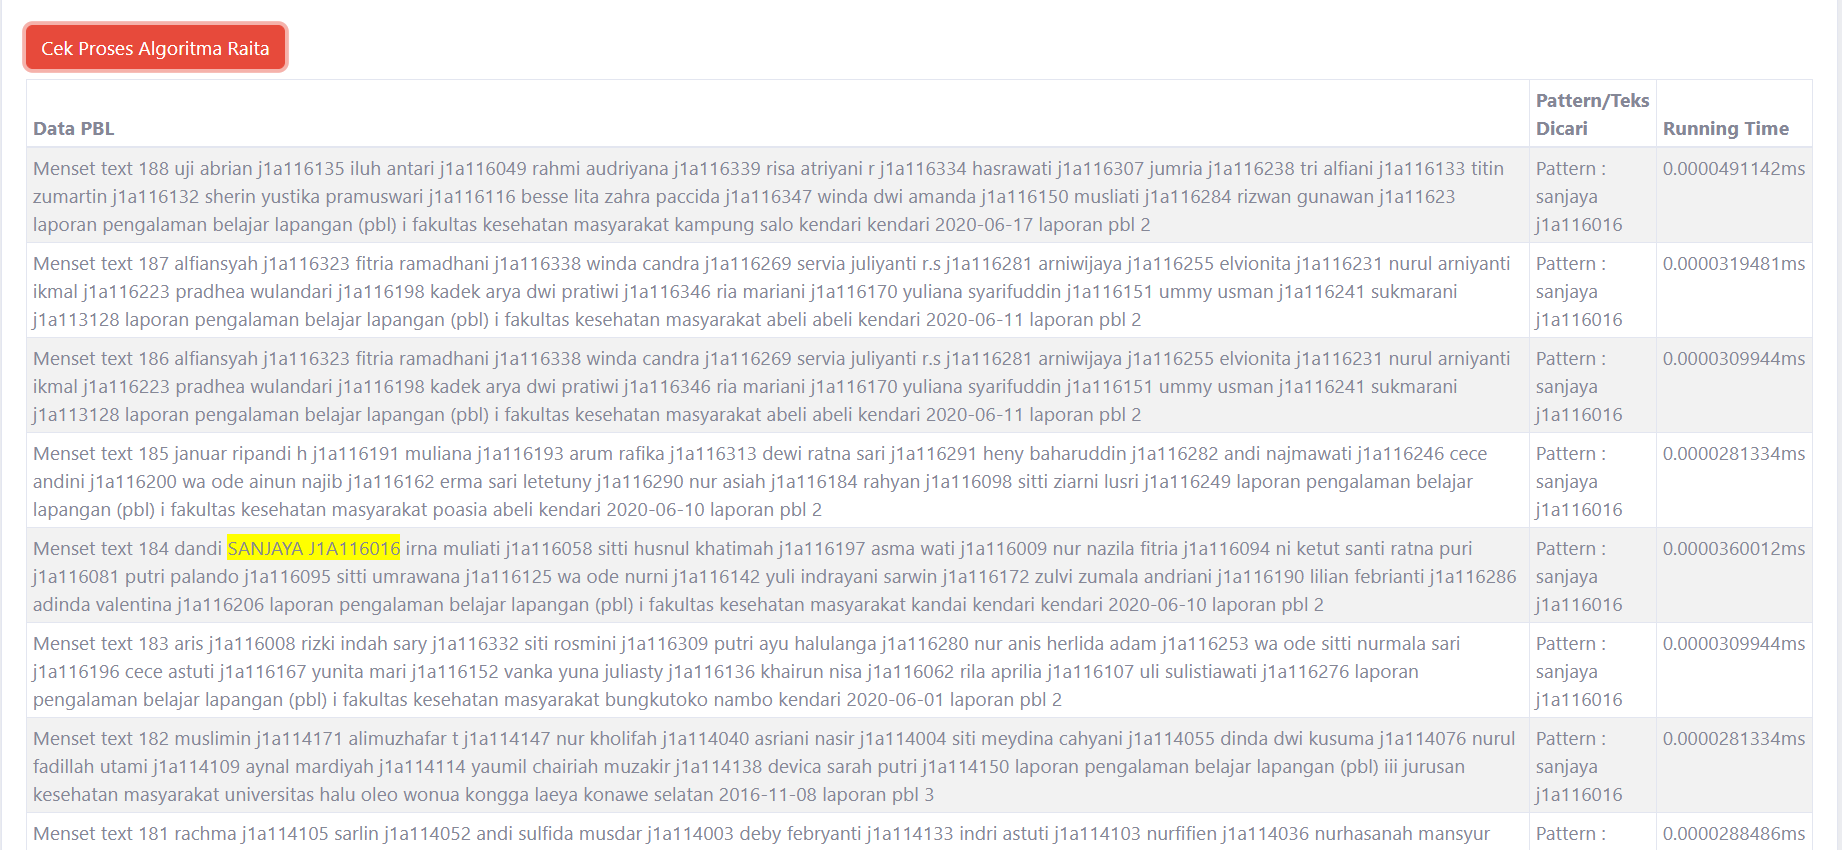 Cek Proses Algoritma Raita
Data PBL
Pattern/Teks
Dicari
Running Time
Menset text 188 uji abrian j1a116135 iluh antari j1a116049 rahmi audriyana j1a116339 risa atriyani r j1a116334 hasrawati j1a116307 jumria j1a116238 tri alfiani j1a116133 titin
zumartin j1a116132 sherin yustika pramuswari j1a116116 besse lita zahra paccida j1a116347 winda dwi amanda j1a116150 musliati j1a116284 rizwan gunawan j1a11623
laporan pengalaman belajar lapangan (pbl) i fakultas kesehatan masyarakat kampung salo kendari kendari 2020-06-17 laporan pbl 2
Pattern :
sanjaya
j1a116016
0.0000491142ms
Menset text 187 alfiansyah j1a116323 fitria ramadhani j1a116338 winda candra j1a116269 servia juliyanti r.s j1a116281 arniwijaya j1a116255 elvionita j1a116231 nurul arniyanti
ikmal j1a116223 pradhea wulandari j1a116198 kadek arya dwi pratiwi j1a116346 ria mariani j1a116170 yuliana syarifuddin j1a116151 ummy usman j1a116241 sukmarani
j1a113128 laporan pengalaman belajar lapangan (pbl) i fakultas kesehatan masyarakat abeli abeli kendari 2020-06-11 laporan pbl 2
Pattern :
sanjaya
j1a116016
0.0000319481ms
Menset text 186 alfiansyah j1a116323 fitria ramadhani j1a116338 winda candra j1a116269 servia juliyanti r.s j1a116281 arniwijaya j1a116255 elvionita j1a116231 nurul arniyanti
ikmal j1a116223 pradhea wulandari j1a116198 kadek arya dwi pratiwi j1a116346 ria mariani j1a116170 yuliana syarifuddin j1a116151 ummy usman j1a116241 sukmarani
j1a113128 laporan pengalaman belajar lapangan (pbl) i fakultas kesehatan masyarakat abeli abeli kendari 2020-06-11 laporan pbl 2
Pattern :
sanjaya
j1a116016
0.0000309944ms
Menset text 185 januar ripandi h j1a116191 muliana j1a116193 arum rafika j1a116313 dewi ratna sari j1a116291 heny baharuddin j1a116282 andi najmawati j1a116246 cece
andini j1a116200 wa ode ainun najib j1a116162 erma sari letetuny j1a116290 nur asiah j1a116184 rahyan j1a116098 sitti ziarni lusri j1a116249 laporan pengalaman belajar
lapangan (pbl) i fakultas kesehatan masyarakat poasia abeli kendari 2020-06-10 laporan pbl 2
Pattern :
sanjaya
j1a116016
0.0000281334ms
Menset text 184 dandi SANJAYA J1A116016 irna muliati j1a116058 sitti husnul khatimah j1a116197 asma wati j1a116009 nur nazila fitria j1a116094 ni ketut santi ratna puri
j1a116081 putri palando j1a116095 sitti umrawana j1a116125 wa ode nurni j1a116142 yuli indrayani sarwin j1a116172 zulvi zumala andriani j1a116190 lilian febrianti j1a116286
adinda valentina j1a116206 laporan pengalaman belajar lapangan (pbl) i fakultas kesehatan masyarakat kandai kendari kendari 2020-06-10 laporan pbl 2
Pattern :
sanjaya
j1a116016
0.0000360012ms
Menset text 183 aris j1a116008 rizki indah sary j1a116332 siti rosmini j1a116309 putri ayu halulanga j1a116280 nur anis herlida adam j1a116253 wa ode sitti nurmala sari
j1a116196 cece astuti j1a116167 yunita mari j1a116152 vanka yuna juliasty j1a116136 khairun nisa j1a116062 rila aprilia j1a116107 uli sulistiawati j1a116276 laporan
pengalaman belajar lapangan (pbl) i fakultas kesehatan masyarakat bungkutoko nambo kendari 2020-06-01 laporan pbl 2
Pattern :
sanjaya
j1a116016
0.0000309944ms
Menset text 182 muslimin j1a114171 alimuzhafar t j1a114147 nur kholifah j1a114040 asriani nasir j1a114004 siti meydina cahyani j1a114055 dinda dwi kusuma j1a114076 nurul
fadillah utami j1a114109 aynal mardiyah j1a114114 yaumil chairiah muzakir j1a114138 devica sarah putri j1a114150 laporan pengalaman belajar lapangan (pbl) iii jurusan
kesehatan masyarakat universitas halu oleo wonua kongga laeya konawe selatan 2016-11-08 laporan pbl 3
Pattern :
sanjaya
j1a116016
0.0000281334ms
Menset text 181 rachma j1a114105 sarlin j1a114052 andi sulfida musdar j1a114003 deby febryanti j1a114133 indri astuti j1a114103 nurfifien j1a114036 nurhasanah mansyur
Pattern :
0.0000288486ms